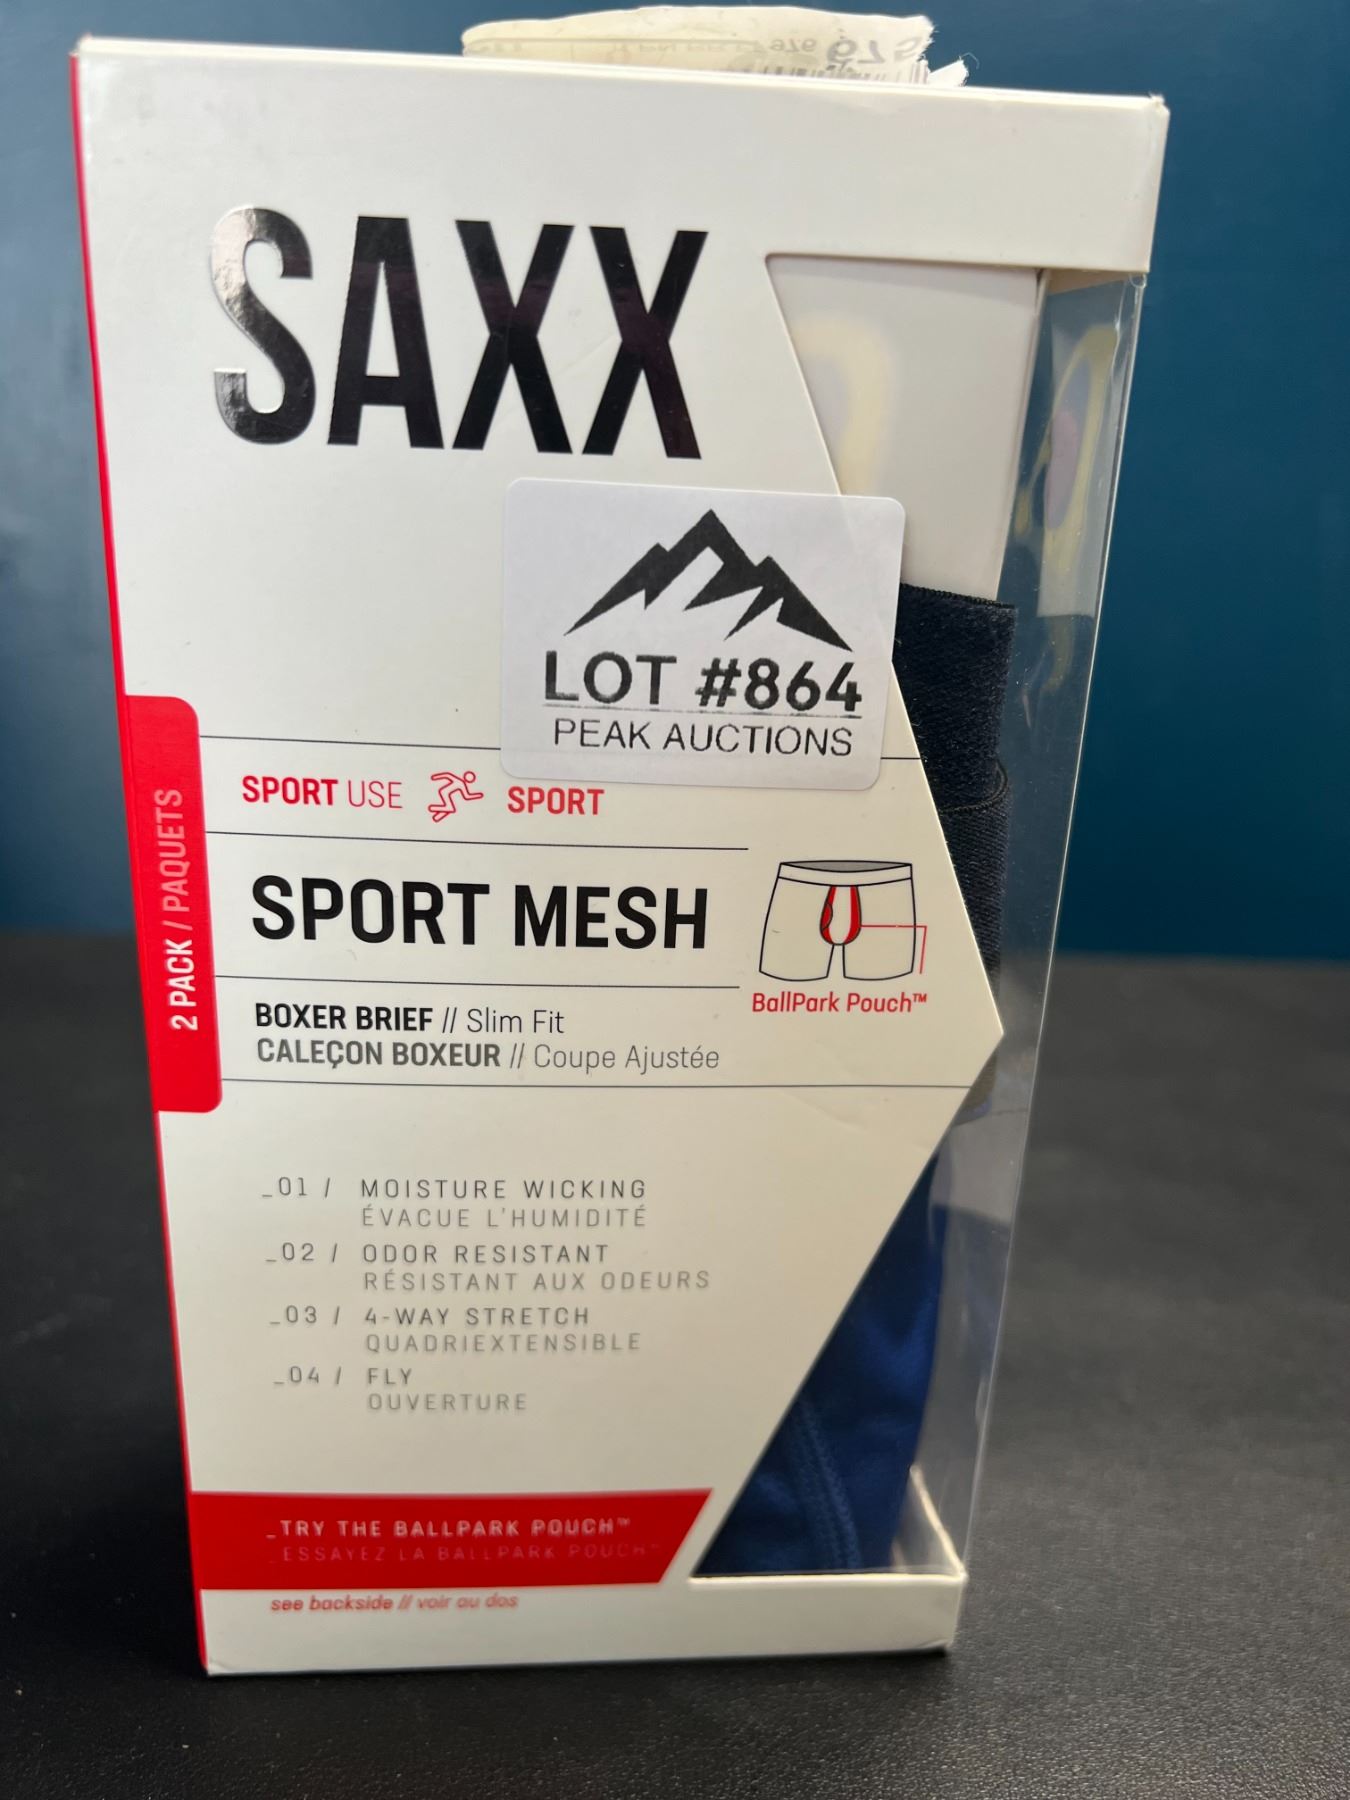 SAXX
LOT #864
PEAK AUCTIONS
SPORT USE SPORT
2 PACK / PAQUETS
SPORT MESH
BallPark Pouch™
BOXER BRIEF // Slim Fit
CALEÇON BOXEUR // Coupe Ajustée
_01 / MOISTURE WICKING
ÉVACUE L'HUMIDITÉ
_02 / ODOR RESISTANT
RÉSISTANT AUX ODEURS
_03 / 4-WAY STRETCH
QUADRIEXTENSIBLE
_04 / FLY
OUVERTURE
_TRY THE BALLPARK POUCH™
_ESSAYEZ LA BALLPARK POUCH™
see backside // voir au dos